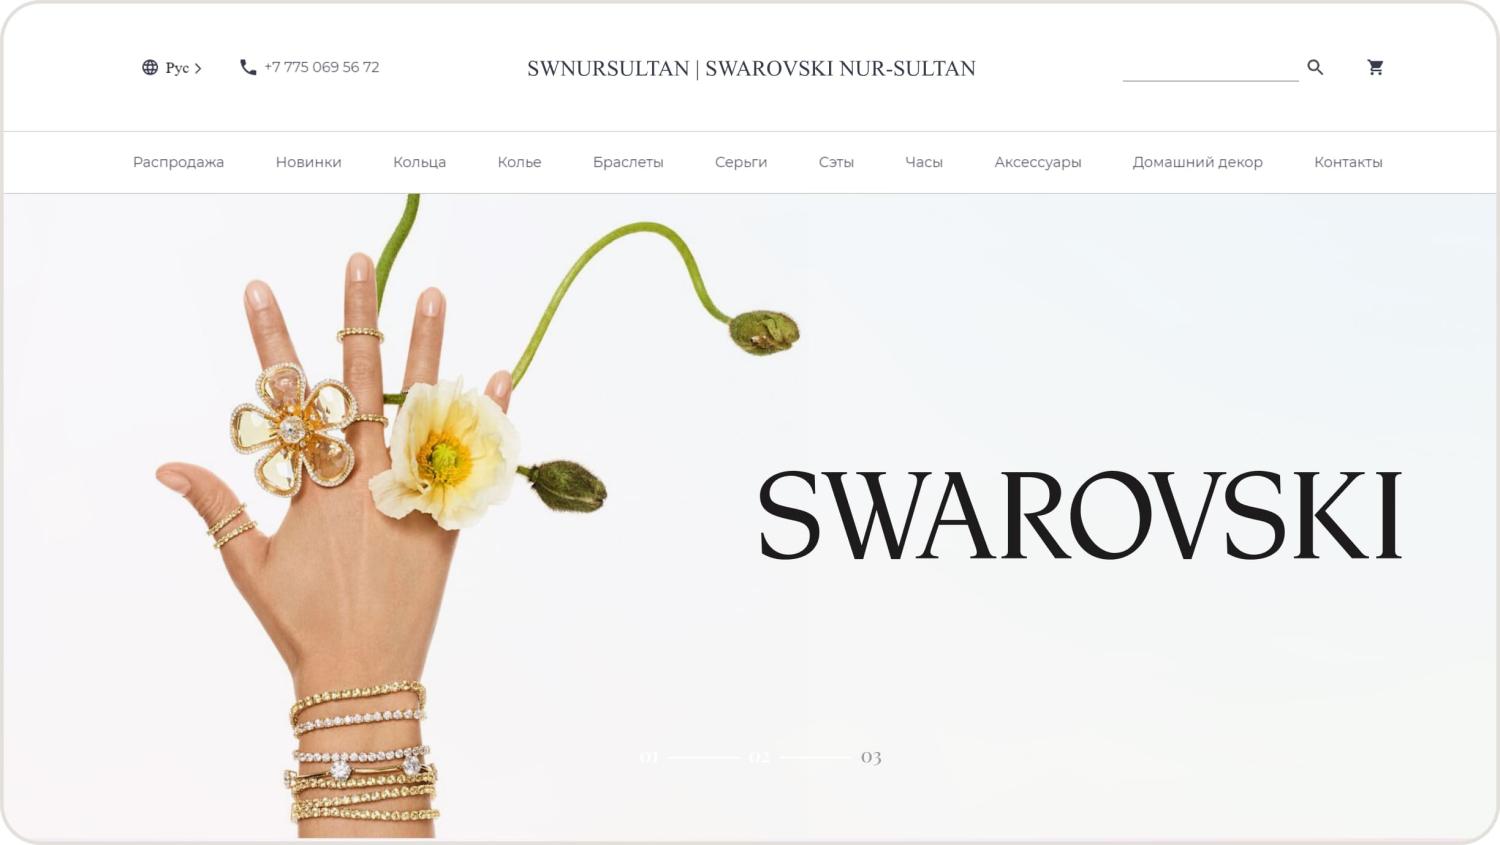 Рус
+7 775 069 56 72
SWNURSULTAN | SWAROVSKI NUR-SULTAN
Распродажа Новинки Кольца Колье Браслеты Серьги Сэты Часы Аксессуары Домашний декор Контакты
SWAROVSKI
01 02 03